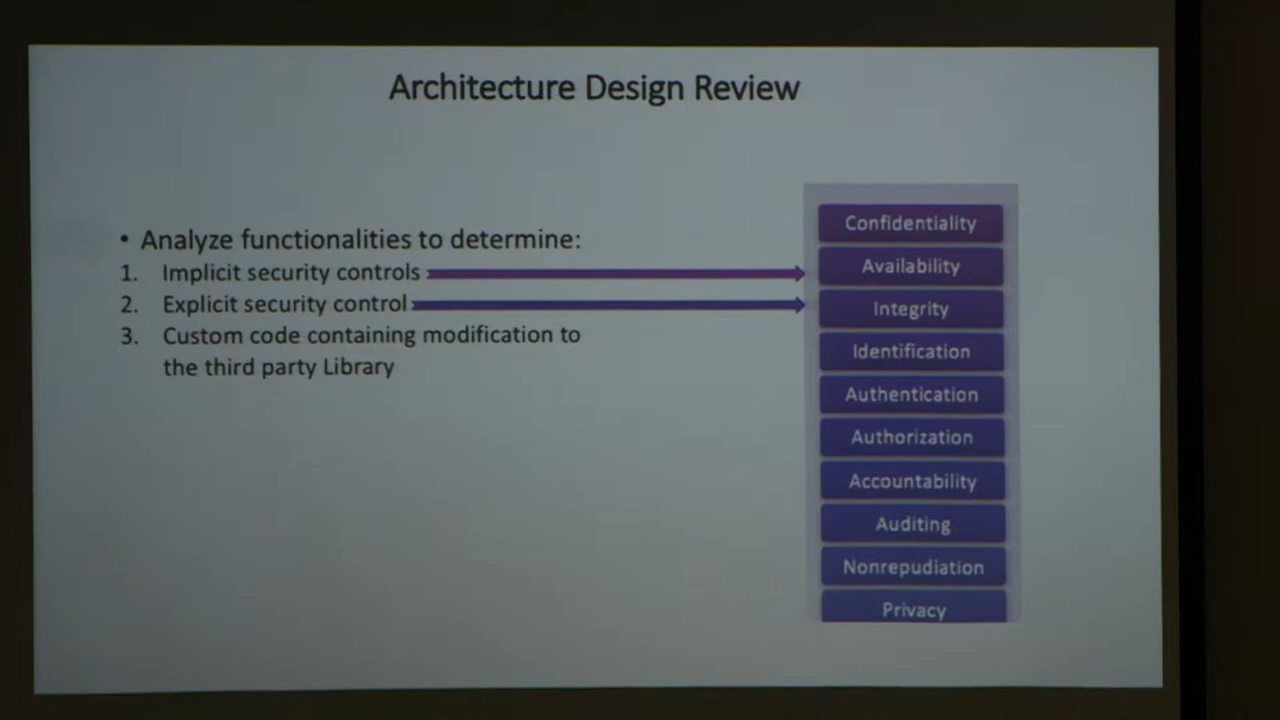 Architecture Design Review
• Analyze functionalities to determine:
1. Implicit security controls
2. Explicit security control
3. Custom code containing modification to
the third party Library
Confidentiality
Availability
Integrity
Identification
Authentication
Authorization
Accountability
Auditing
Nonrepudiation
Privacy